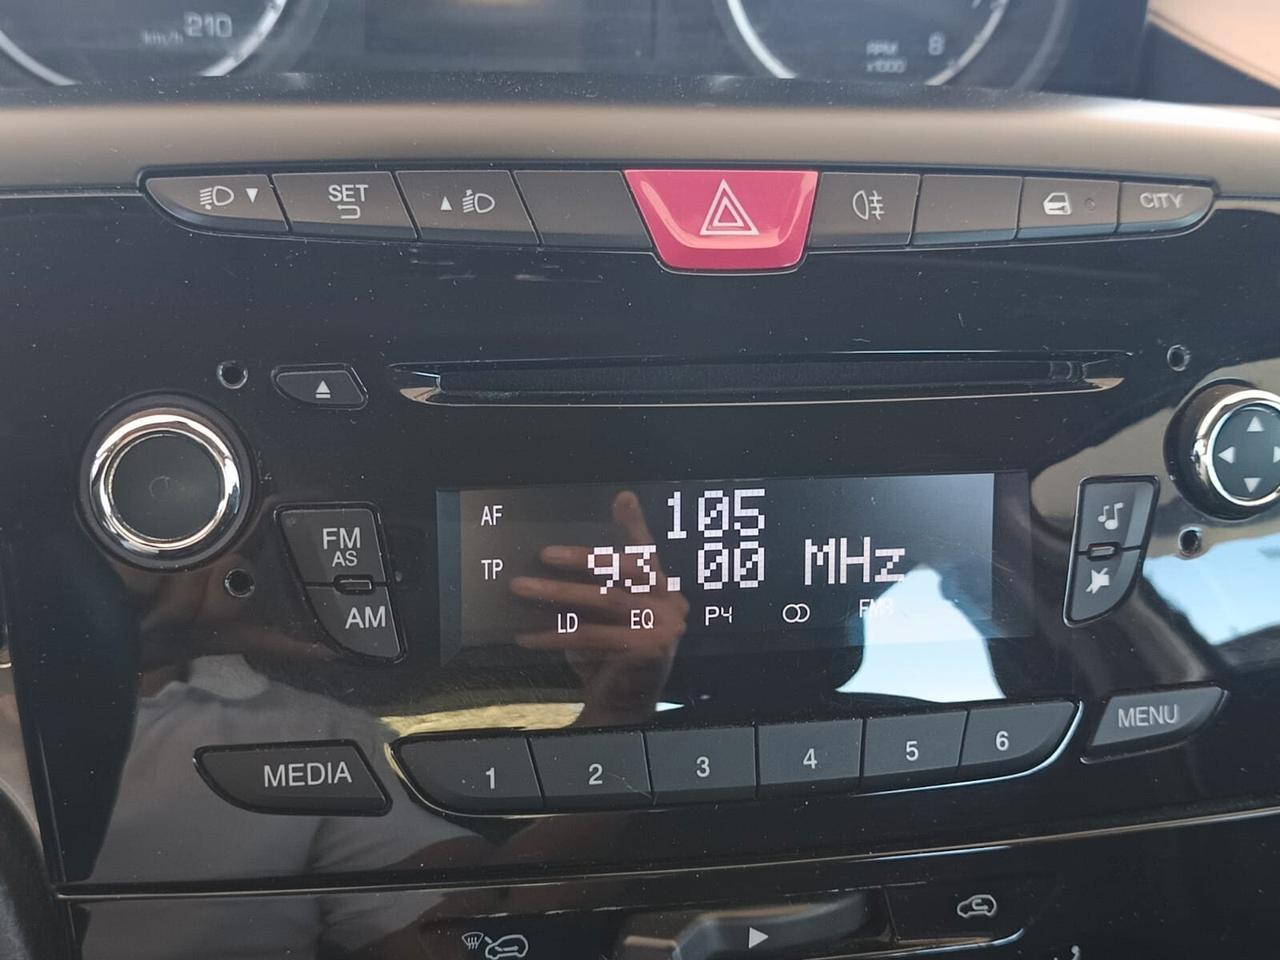 km/h 210
RPM x1000 8
SET
CITY
FM
AS
AM
AF 105
TP 93.00 MHz
LD EQ P4
MEDIA
1 2 3 4 5 6
MENU